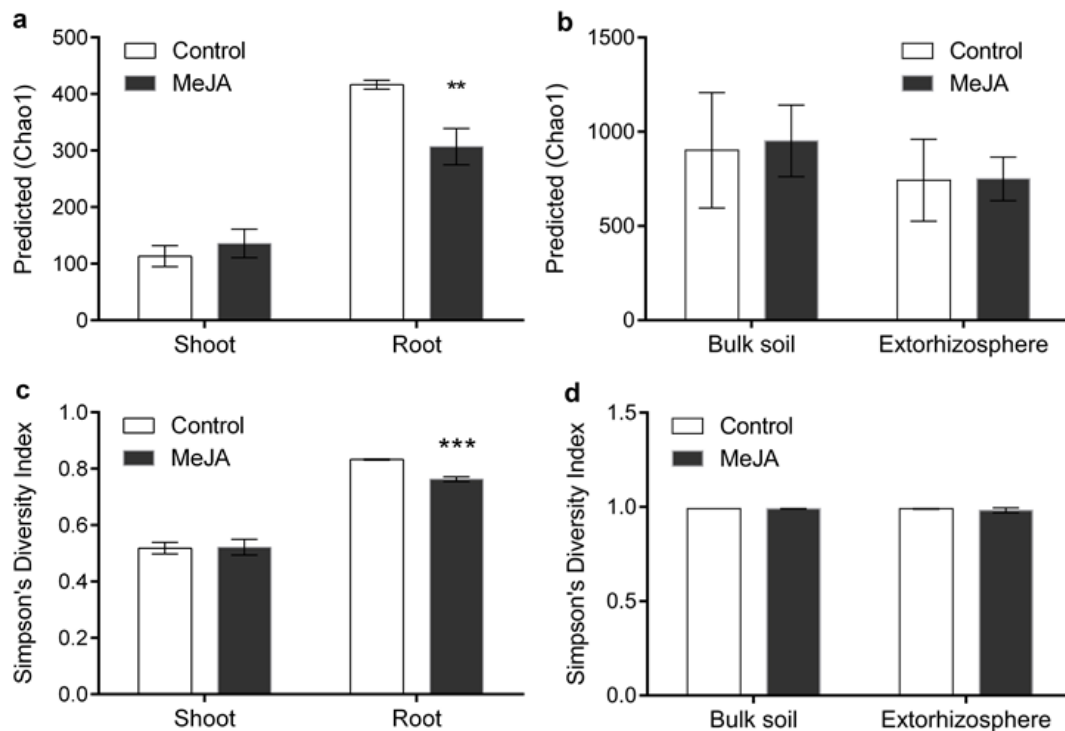 a
Predicted (Chao1)
500
400
300
200
100
0
Control
MeJA
**
Shoot
Root
b
Predicted (Chao1)
1500
1000
500
0
Control
MeJA
Bulk soil
Extorhizosphere
c
Simpson's Diversity Index
1.0
0.8
0.6
0.4
0.2
0.0
Control
MeJA
***
Shoot
Root
d
Simpson's Diversity Index
1.5
1.0
0.5
0.0
Control
MeJA
Bulk soil
Extorhizosphere